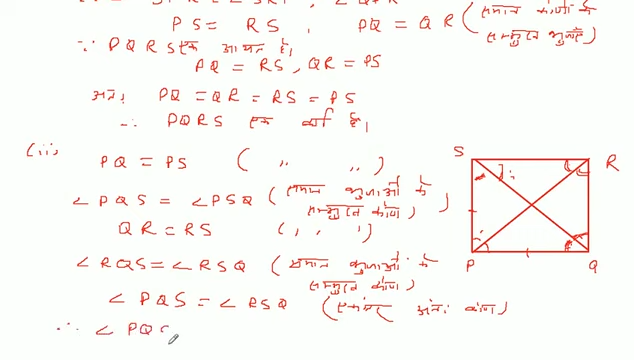 PS = RS , PQ = QR (समान कोणों के सम्मुख भुजाएँ)
∵ PQRS एक आयत है।
PQ = RS, QR = PS
अतः PQ = QR = RS = PS
∴ PQRS एक वर्ग है।
(ii) PQ = PS ( ,, ,, )
∠PQS = ∠PSQ (समान भुजाओं के सम्मुख कोण)
QR = RS ( ,, ,, )
∠RQS = ∠RSQ (समान भुजाओं के सम्मुख कोण)
∠PQS = ∠RSQ (एकांतर अंतः कोण)
∴ ∠PQS
S
R
P
Q